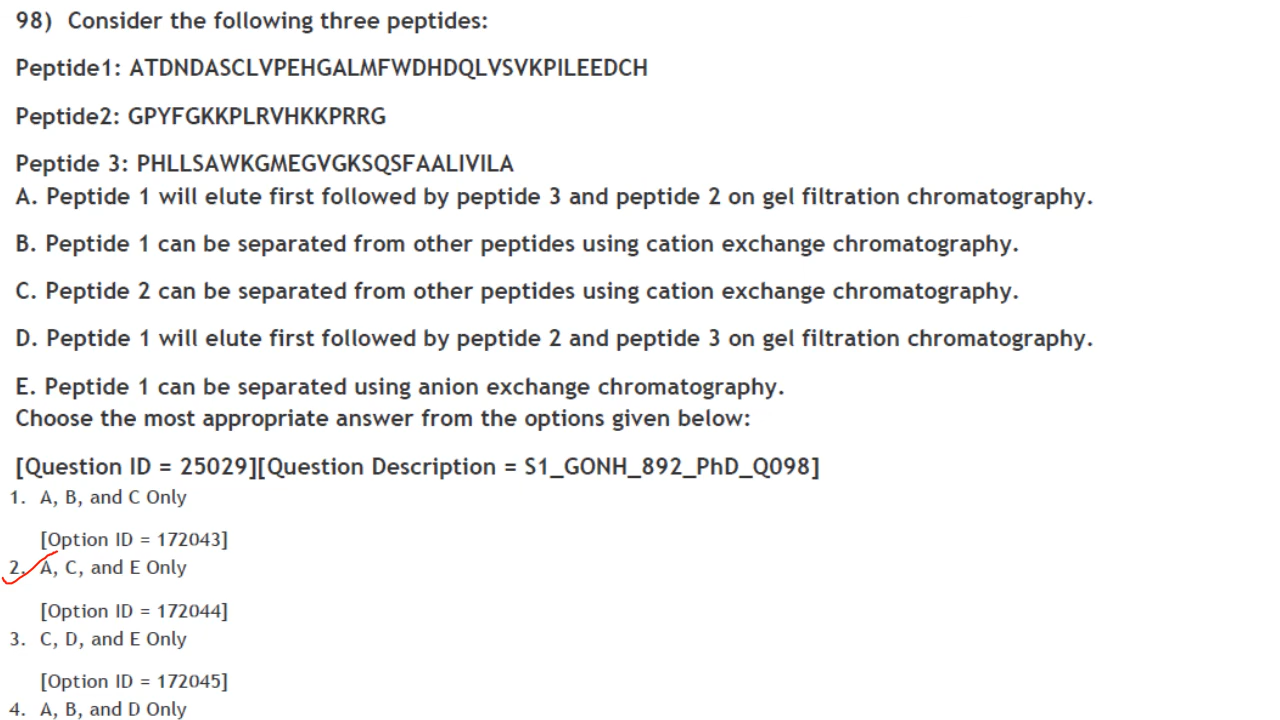 98) Consider the following three peptides:
Peptide1: ATDNDASCLVPEHGALMFWDHDQLVSVKPILEEDCH
Peptide2: GPYFGKKPLRVHKKPRRG
Peptide 3: PHLLSAWKGMEGVGKSQSFAALIVILA
A. Peptide 1 will elute first followed by peptide 3 and peptide 2 on gel filtration chromatography.
B. Peptide 1 can be separated from other peptides using cation exchange chromatography.
C. Peptide 2 can be separated from other peptides using cation exchange chromatography.
D. Peptide 1 will elute first followed by peptide 2 and peptide 3 on gel filtration chromatography.
E. Peptide 1 can be separated using anion exchange chromatography.
Choose the most appropriate answer from the options given below:
[Question ID = 25029][Question Description = S1_GONH_892_PhD_Q098]
1. A, B, and C Only
[Option ID = 172043]
2. A, C, and E Only
[Option ID = 172044]
3. C, D, and E Only
[Option ID = 172045]
4. A, B, and D Only